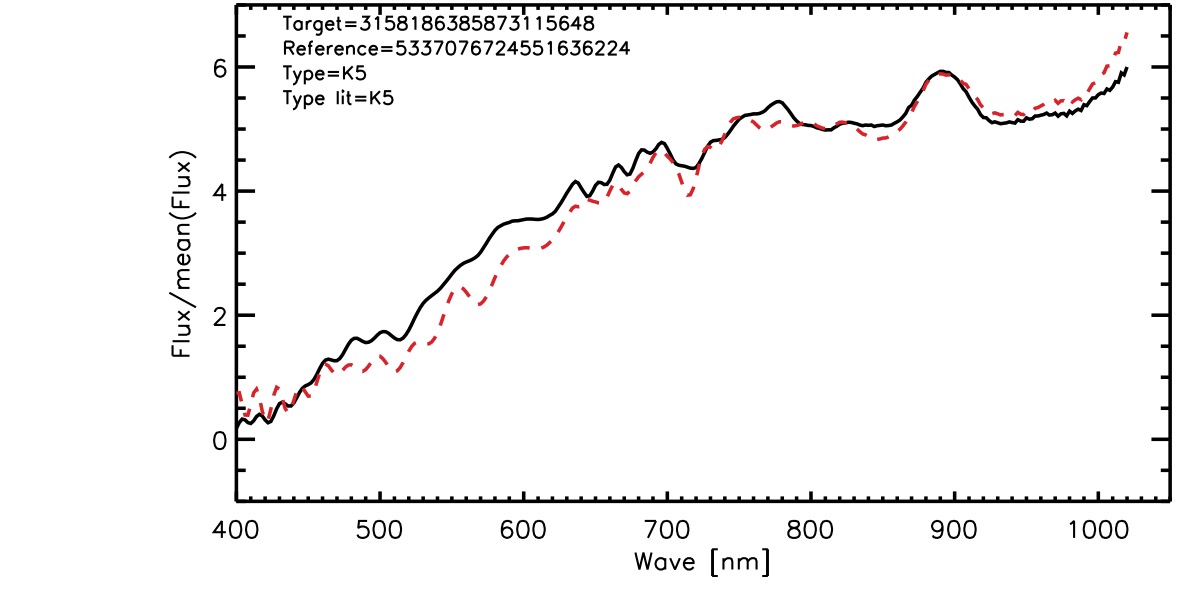 Target=3158186385873115648
Reference=5337076724551636224
Type=K5
Type lit=K5
6
4
2
0
Flux/mean(Flux)
400 500 600 700 800 900 1000
Wave [nm]